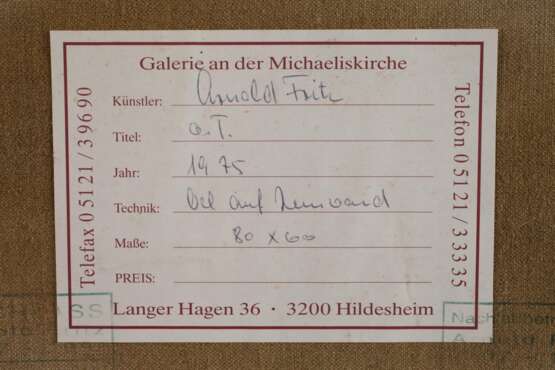 Galerie an der Michaeliskirche
Künstler: Arnold Fritz
Titel: o.T.
Jahr: 1975
Technik: Oel auf Leinwand
Maße: 80 x 60
PREIS:
Langer Hagen 36 · 3200 Hildesheim
Telefax 0 51 21 / 3 96 90
Telefon 0 51 21 / 3 33 35